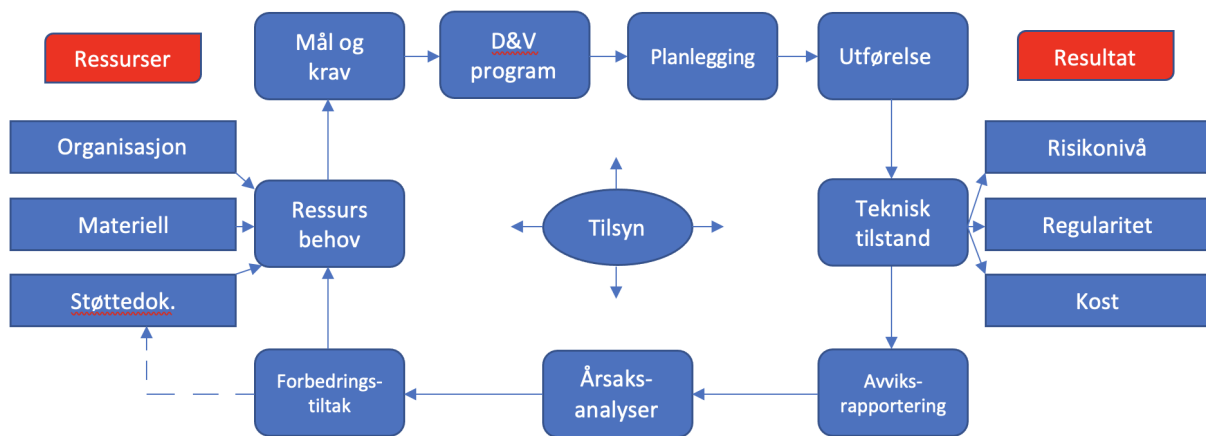 Ressurser
Mål og
krav
D&V
program
Planlegging
Utførelse
Resultat
Organisasjon
Materiell
Støttedok.
Ressurs
behov
Tilsyn
Teknisk
tilstand
Risikonivå
Regularitet
Kost
Forbedrings-
tiltak
Årsaks-
analyser
Avviks-
rapportering